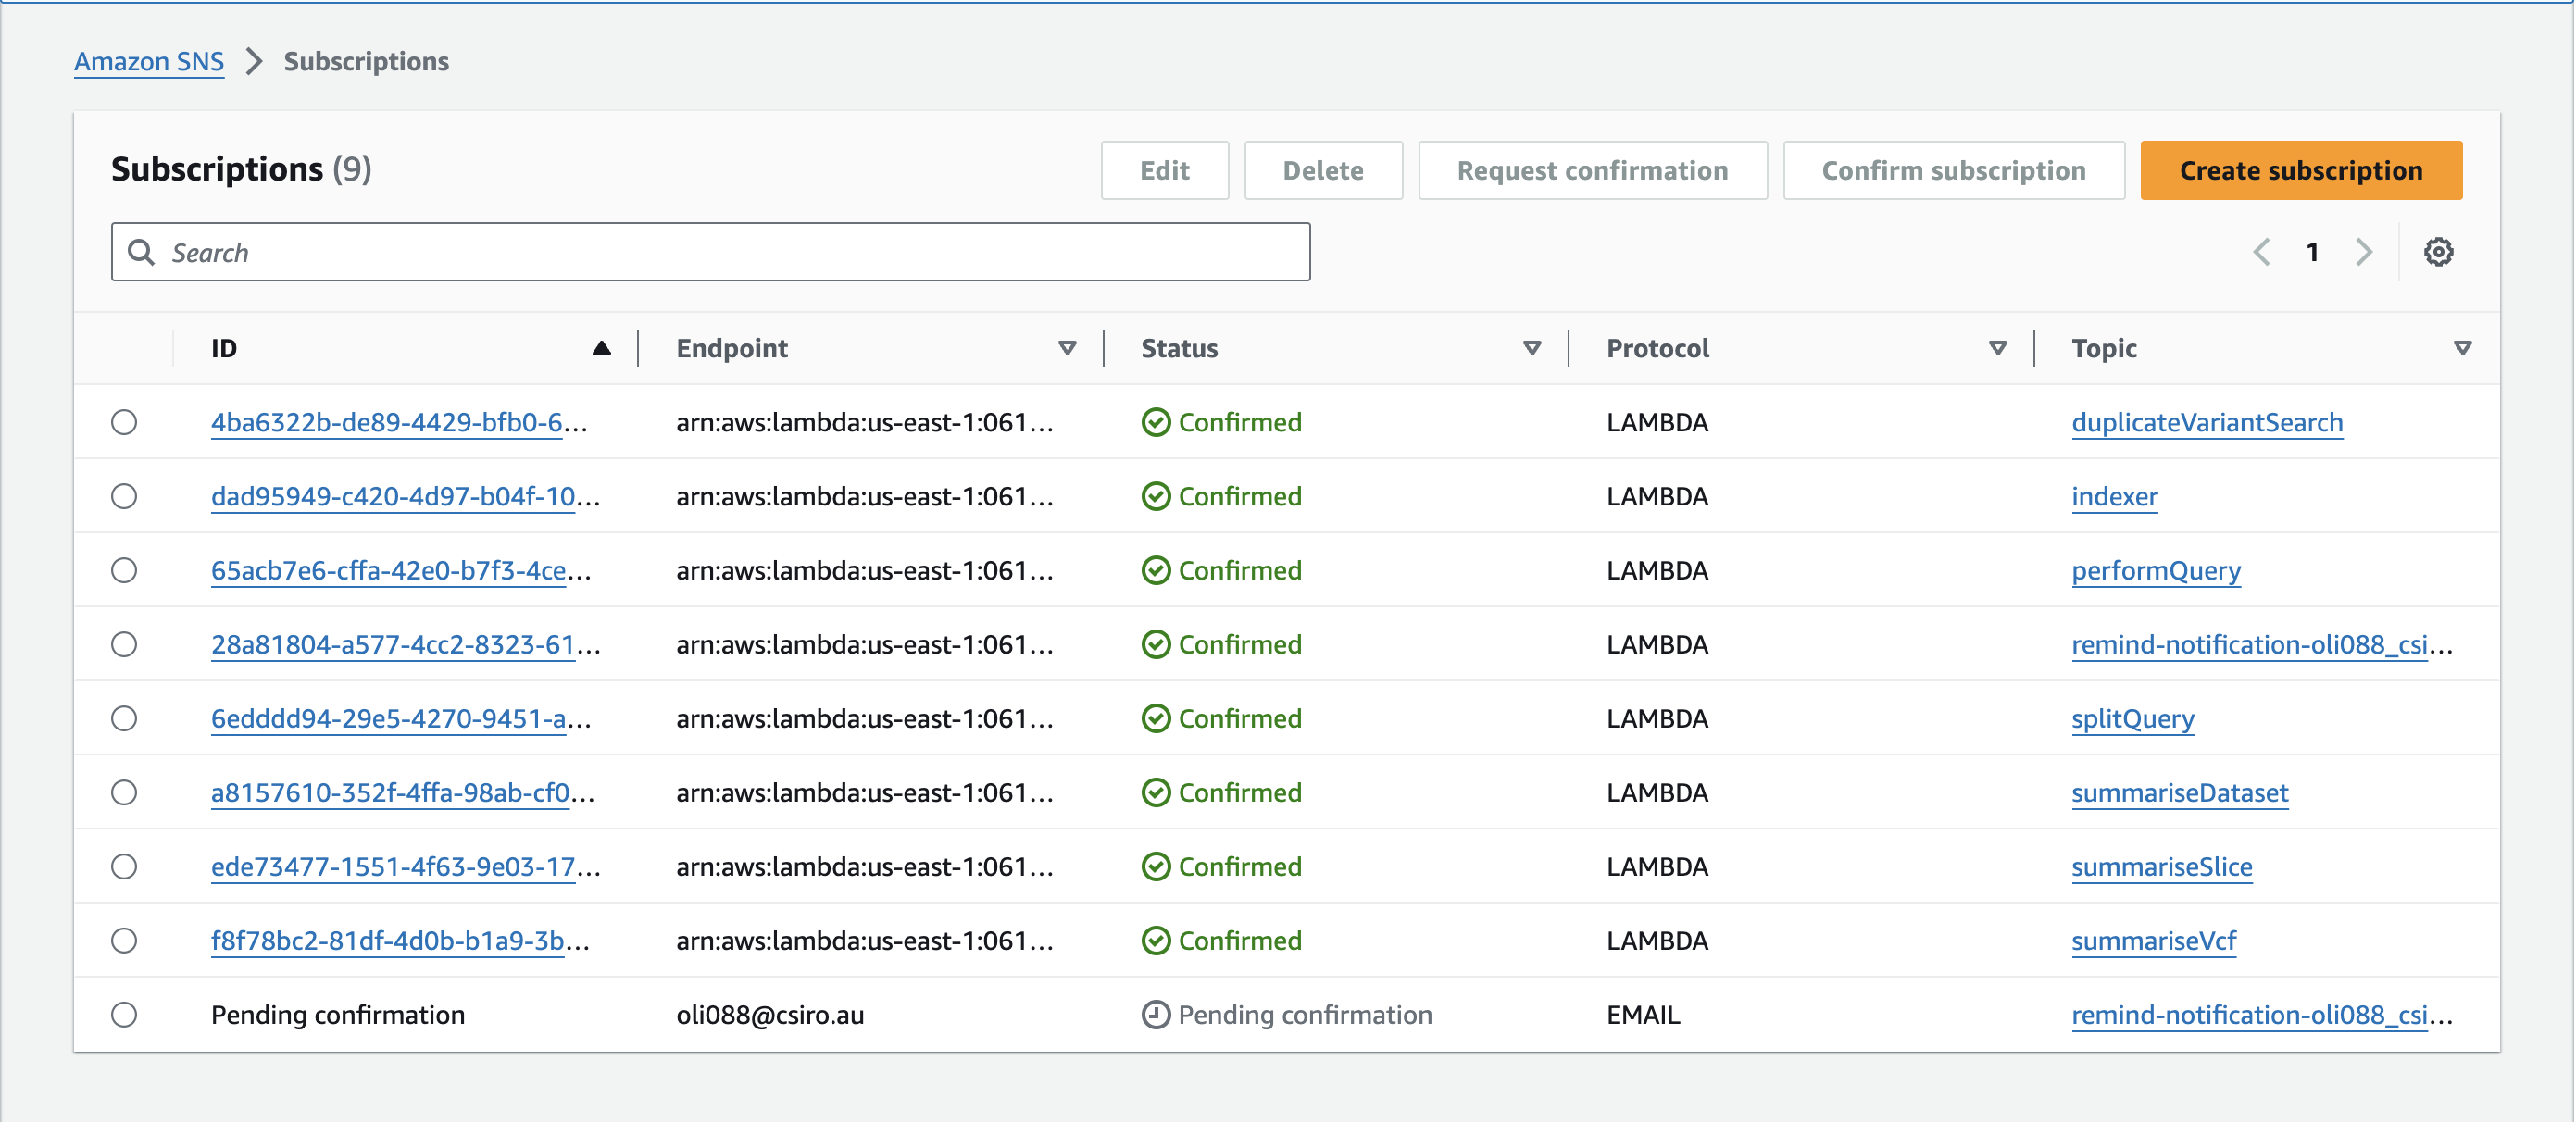 Amazon SNS > Subscriptions
Subscriptions (9) Edit Delete Request confirmation Confirm subscription Create subscription
Search 1
ID Endpoint Status Protocol Topic
4ba6322b-de89-4429-bfb0-6... arn:aws:lambda:us-east-1:061... Confirmed LAMBDA duplicateVariantSearch
dad95949-c420-4d97-b04f-10... arn:aws:lambda:us-east-1:061... Confirmed LAMBDA indexer
65acb7e6-cffa-42e0-b7f3-4ce... arn:aws:lambda:us-east-1:061... Confirmed LAMBDA performQuery
28a81804-a577-4cc2-8323-61... arn:aws:lambda:us-east-1:061... Confirmed LAMBDA remind-notification-oli088_csi...
6edddd94-29e5-4270-9451-a... arn:aws:lambda:us-east-1:061... Confirmed LAMBDA splitQuery
a8157610-352f-4ffa-98ab-cf0... arn:aws:lambda:us-east-1:061... Confirmed LAMBDA summariseDataset
ede73477-1551-4f63-9e03-17... arn:aws:lambda:us-east-1:061... Confirmed LAMBDA summariseSlice
f8f78bc2-81df-4d0b-b1a9-3b... arn:aws:lambda:us-east-1:061... Confirmed LAMBDA summariseVcf
Pending confirmation oli088@csiro.au Pending confirmation EMAIL remind-notification-oli088_csi...